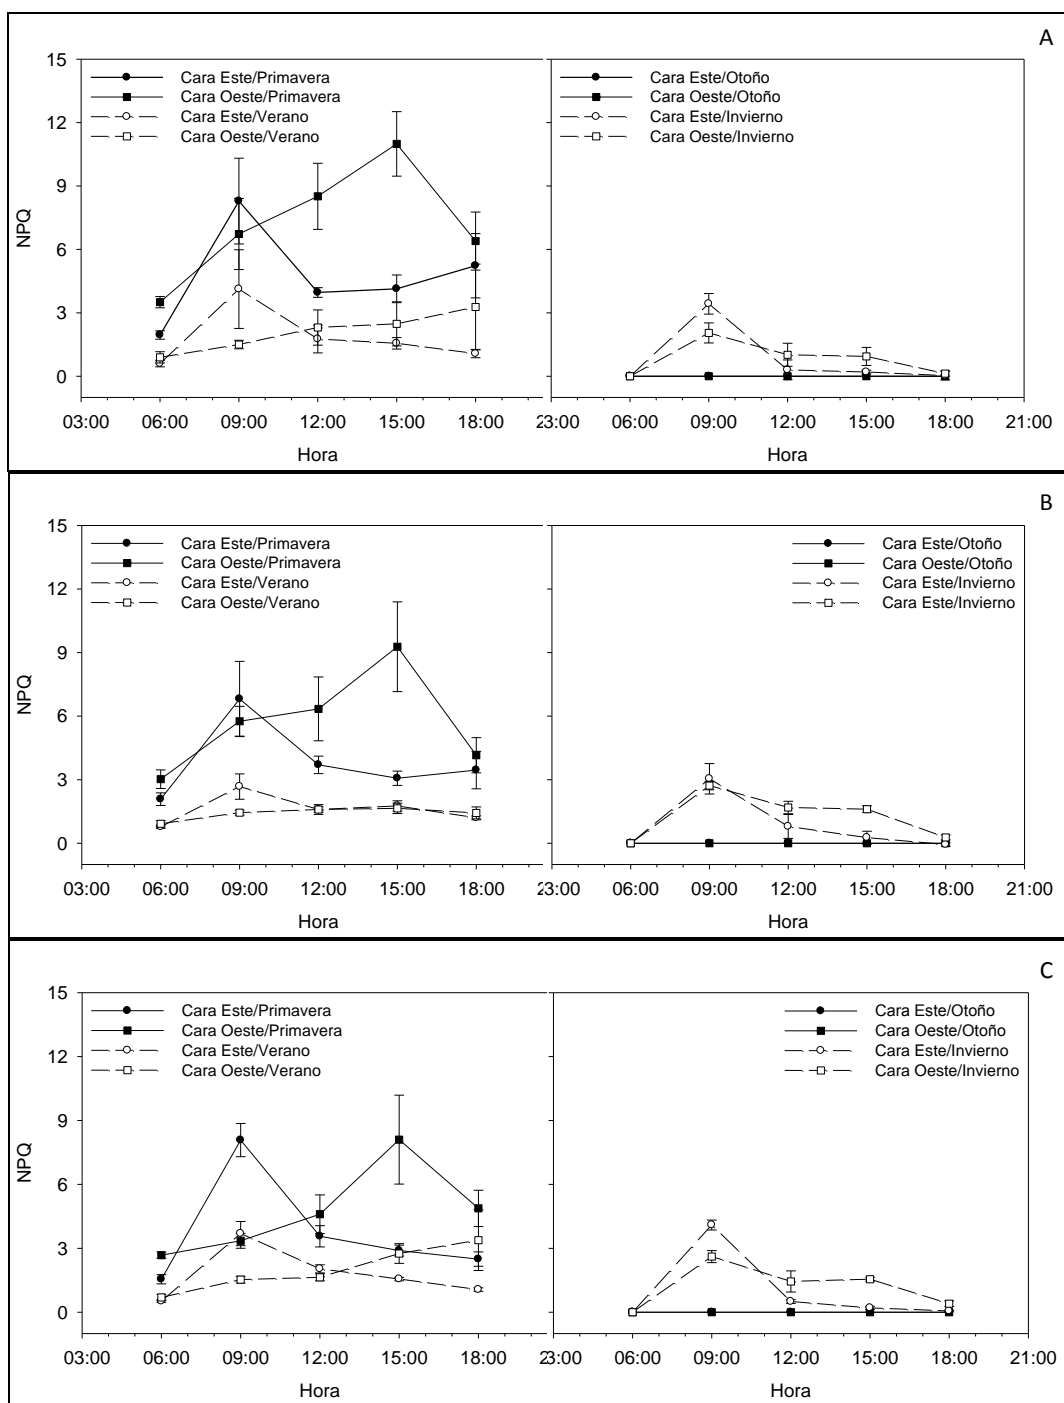 A
15
12
9
6
3
0
NPQ
Cara Este/Primavera
Cara Oeste/Primavera
Cara Este/Verano
Cara Oeste/Verano
Cara Este/Otoño
Cara Oeste/Otoño
Cara Este/Invierno
Cara Oeste/Invierno
03:00 06:00 09:00 12:00 15:00 18:00 23:00 06:00 09:00 12:00 15:00 18:00 21:00
Hora Hora
B
15
12
9
6
3
0
NPQ
Cara Este/Primavera
Cara Oeste/Primavera
Cara Este/Verano
Cara Oeste/Verano
Cara Este/Otoño
Cara Oeste/Otoño
Cara Este/Invierno
Cara Este/Invierno
03:00 06:00 09:00 12:00 15:00 18:00 23:00 06:00 09:00 12:00 15:00 18:00 21:00
Hora Hora
C
15
12
9
6
3
0
NPQ
Cara Este/Primavera
Cara Oeste/Primavera
Cara Este/Verano
Cara Oeste/Verano
Cara Este/Otoño
Cara Oeste/Otoño
Cara Este/Invierno
Cara Oeste/Invierno
03:00 06:00 09:00 12:00 15:00 18:00 23:00 06:00 09:00 12:00 15:00 18:00 21:00
Hora Hora